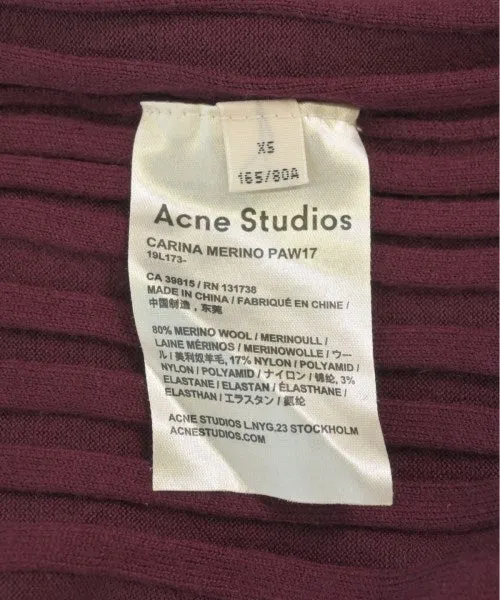 XS
165/80A
Acne Studios
CARINA MERINO PAW17
19L173-
CA 39815 / RN 131738
MADE IN CHINA / FABRIQUÉ EN CHINE /
中国制造，东莞
80% MERINO WOOL / MERINOULL /
LAINE MÉRINOS / MERINOWOLLE / ウー
ル / 美利奴羊毛, 17% NYLON / POLYAMID /
NYLON / POLYAMID / ナイロン / 锦纶, 3%
ELASTANE / ELASTAN / ÉLASTHANE /
ELASTHAN / エラスタン / 氨纶
ACNE STUDIOS L.NYG.23 STOCKHOLM
ACNESTUDIOS.COM